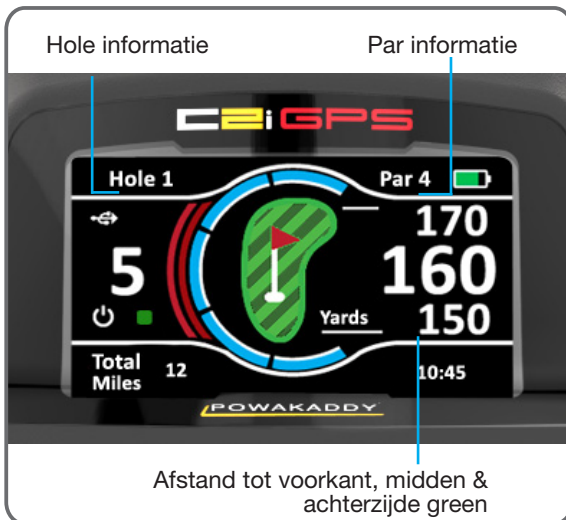 Hole informatie
Par informatie
C2i GPS
Hole 1
Par 4
170
5
160
Yards
150
Total
Miles
12
10:45
POWAKADDY
Afstand tot voorkant, midden &
achterzijde green